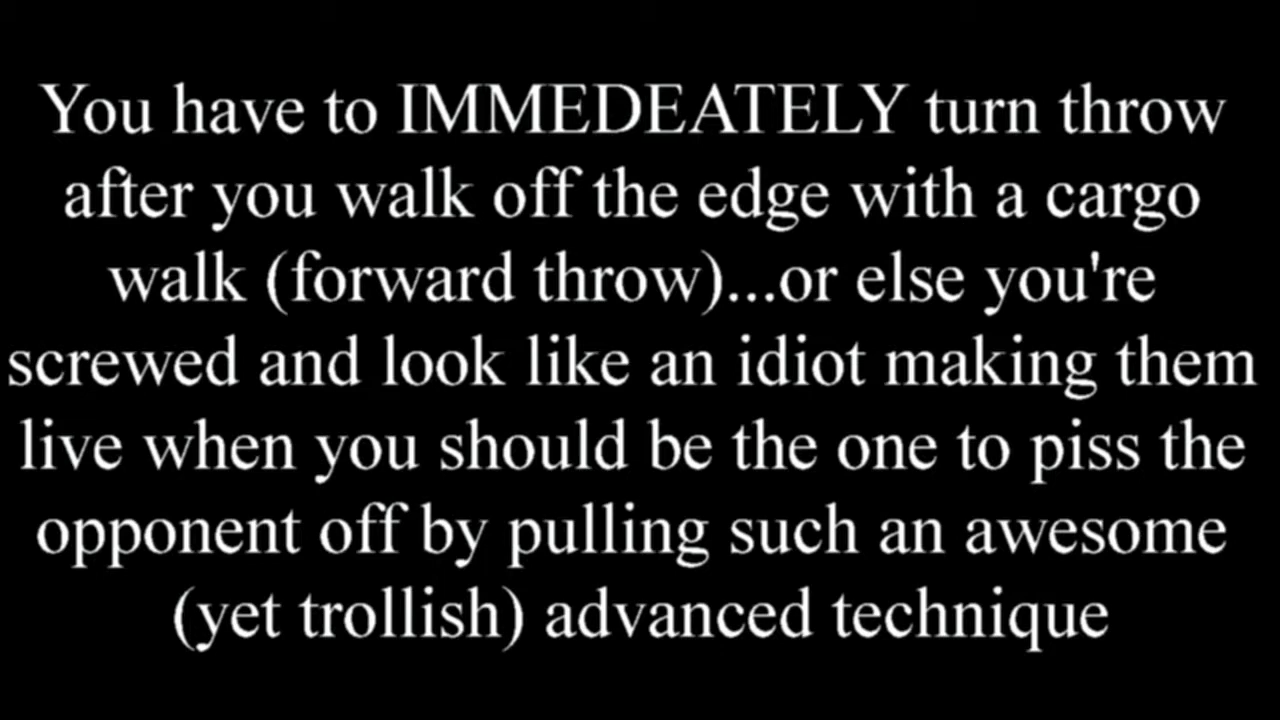 You have to IMMEDEATELY turn throw
after you walk off the edge with a cargo
walk (forward throw)...or else you're
screwed and look like an idiot making them
live when you should be the one to piss the
opponent off by pulling such an awesome
(yet trollish) advanced technique